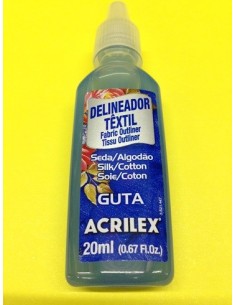 DELINEADOR
TÊXTIL
Fabric Outliner
Tissu Outliner
Seda/Algodão
Silk/Cotton
Soie/Coton
GUTA
ACRILEX®
20ml (0.67 Fl.Oz.)